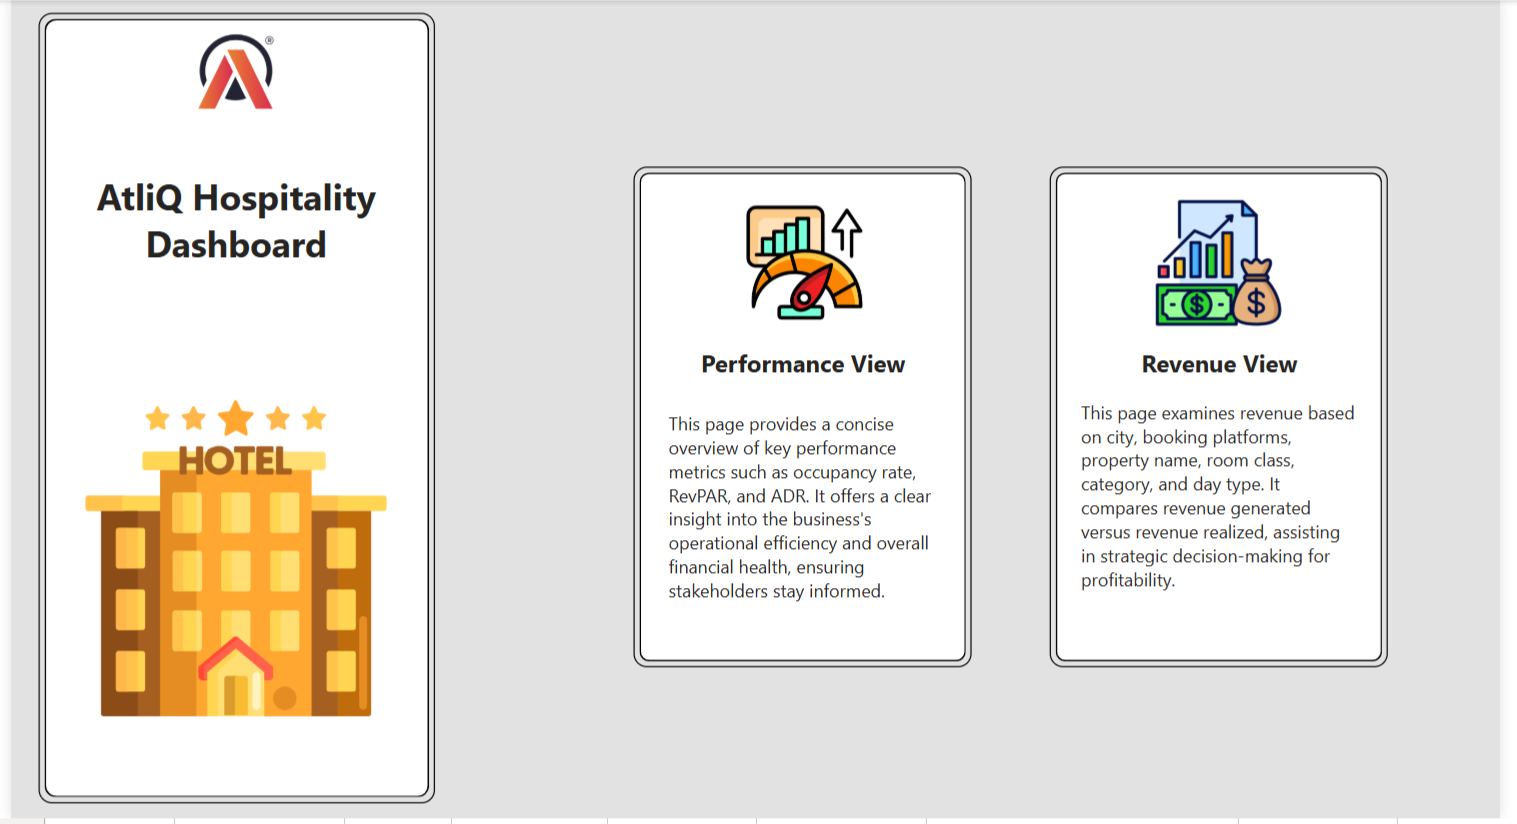 ®
AtliQ Hospitality
Dashboard
HOTEL
Performance View
This page provides a concise
overview of key performance
metrics such as occupancy rate,
RevPAR, and ADR. It offers a clear
insight into the business's
operational efficiency and overall
financial health, ensuring
stakeholders stay informed.
$
$
Revenue View
This page examines revenue based
on city, booking platforms,
property name, room class,
category, and day type. It
compares revenue generated
versus revenue realized, assisting
in strategic decision-making for
profitability.